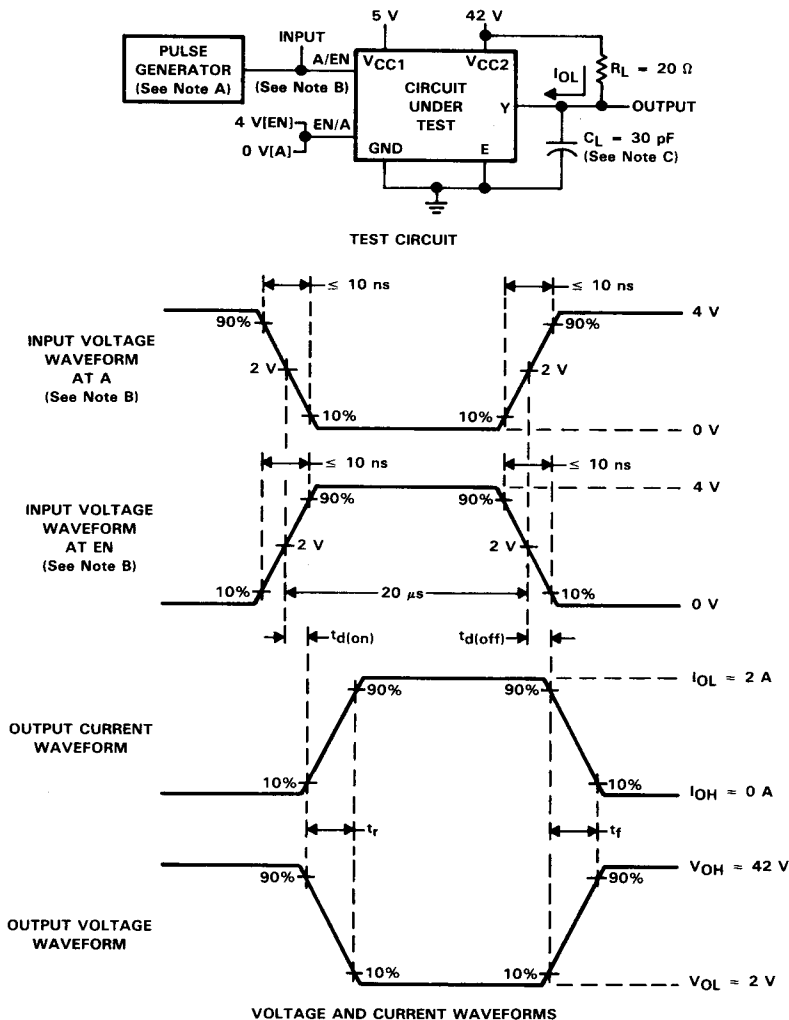 5 V
42 V
INPUT
PULSE
GENERATOR
(See Note A)
A/EN
(See Note B)
VCC1
VCC2
CIRCUIT
UNDER
TEST
IOL
RL = 20 Ω
Y
OUTPUT
4 V[EN]
0 V[A]
EN/A
GND
E
CL = 30 pF
(See Note C)
TEST CIRCUIT
≤ 10 ns
≤ 10 ns
4 V
90%
90%
INPUT VOLTAGE
WAVEFORM
AT A
(See Note B)
2 V
2 V
10%
10%
0 V
≤ 10 ns
≤ 10 ns
4 V
90%
90%
INPUT VOLTAGE
WAVEFORM
AT EN
(See Note B)
2 V
2 V
10%
20 μs
10%
0 V
td(on)
td(off)
IOL ≈ 2 A
90%
90%
OUTPUT CURRENT
WAVEFORM
10%
10%
IOH ≈ 0 A
tr
tf
VOH ≈ 42 V
90%
90%
OUTPUT VOLTAGE
WAVEFORM
10%
10%
VOL ≈ 2 V
VOLTAGE AND CURRENT WAVEFORMS